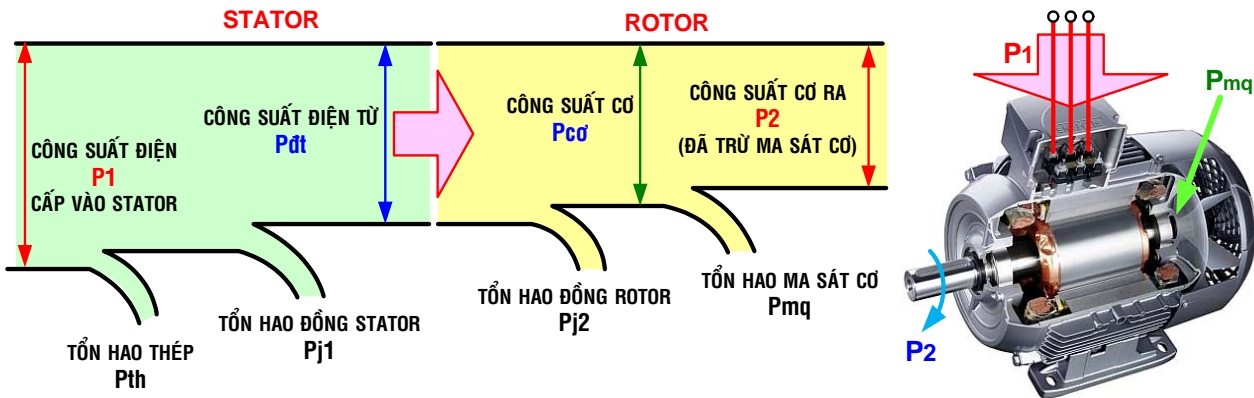 STATOR
ROTOR
CÔNG SUẤT ĐIỆN
P1
CẤP VÀO STATOR
CÔNG SUẤT ĐIỆN TỪ
Pđt
CÔNG SUẤT CƠ
Pcơ
CÔNG SUẤT CƠ RA
P2
(ĐÃ TRỪ MA SÁT CƠ)
TỔN HAO THÉP
Pth
TỔN HAO ĐỒNG STATOR
Pj1
TỔN HAO ĐỒNG ROTOR
Pj2
TỔN HAO MA SÁT CƠ
Pmq
P1
Pmq
P2